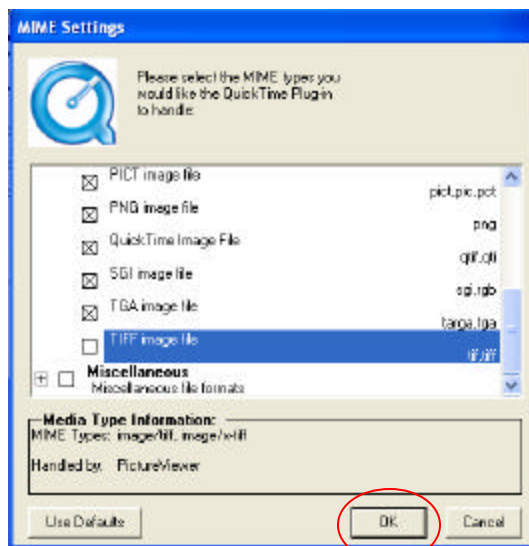 MIME Settings
Please select the MIME types you
would like the QuickTime Plug-in
to handle:
PICT image file
pict,pic,pct
PNG image file
png
QuickTime Image File
qtif,qti
SGI image file
sgi,rgb
TGA image file
targa,tga
TIFF image file
tif,tiff
Miscellaneous
Miscellaneous file formats
Media Type Information:
MIME Types: image/tiff, image/x-tiff
Handled by: PictureViewer
Use Defaults
OK
Cancel